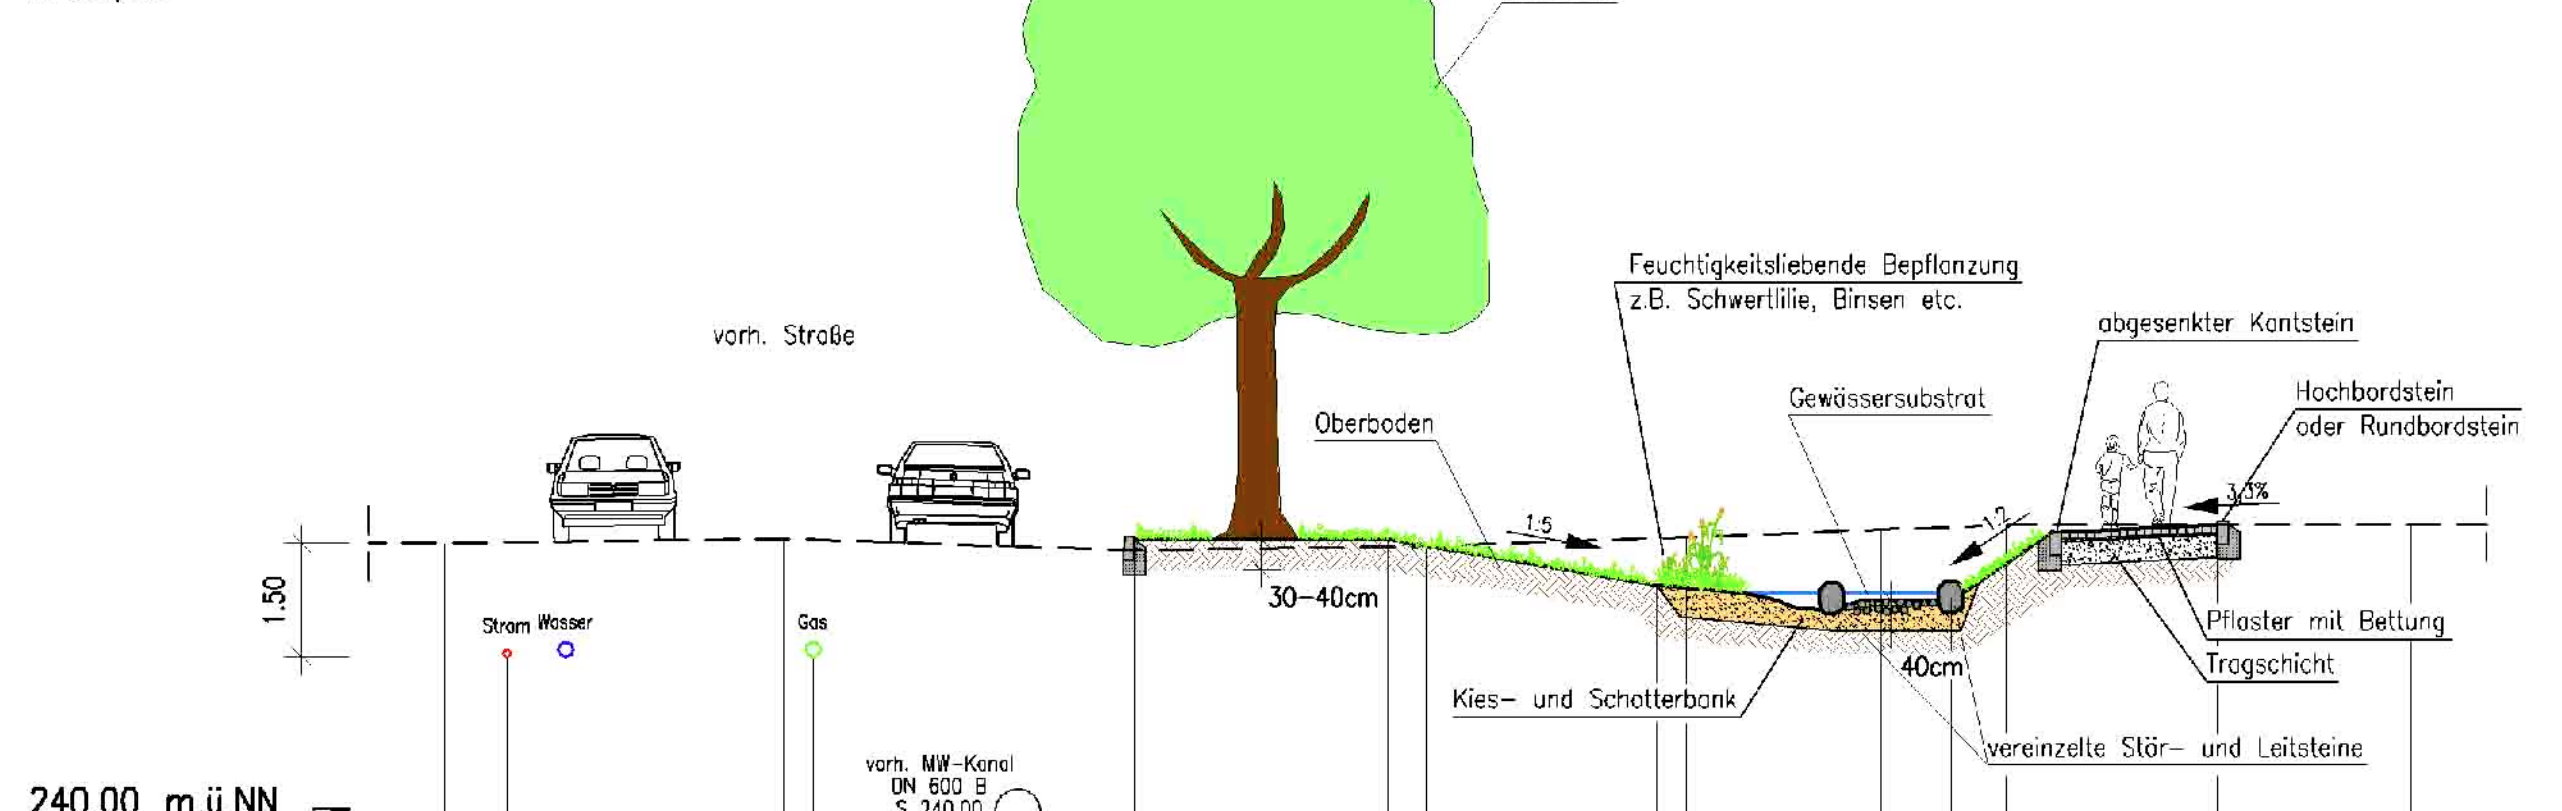 Feuchtigkeitsliebende Bepflanzung
z.B. Schwertlilie, Binsen etc.
vorh. Straße
abgesenkter Kantstein
Gewässersubstrat
Hochbordstein
oder Rundbordstein
Oberboden
3,3%
1:5
1:2
1.50
30-40cm
Strom Wasser
Gas
Pflaster mit Bettung
Tragschicht
40cm
Kies- und Schotterbank
vereinzelte Stör- und Leitsteine
vorh. MW-Kanal
DN 600 B
S 240.00
240.00 m.ü.NN